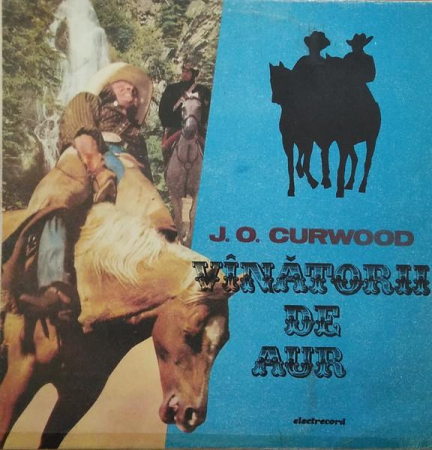 J. O. CURWOOD
VÎNĂTORII
DE
AUR
electrecord